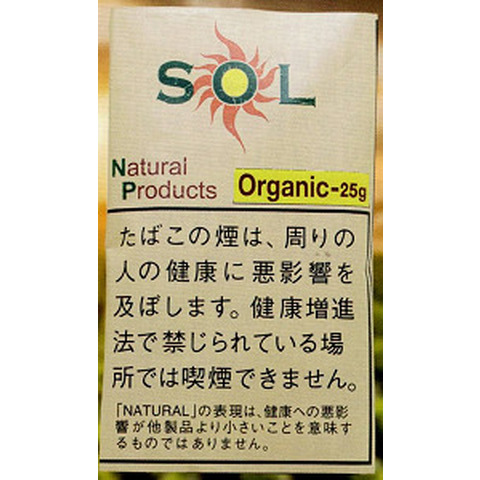 SOL
Natural
Products
Organic-25g
たばこの煙は、周りの
人の健康に悪影響を
及ぼします。健康増進
法で禁じられている場
所では喫煙できません。
「NATURAL」の表現は、健康への悪影
響が他製品より小さいことを意味す
るものではありません。